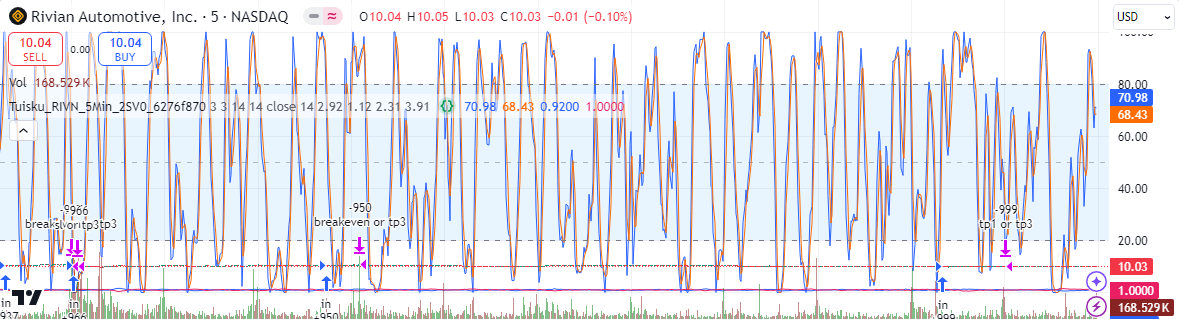 Rivian Automotive, Inc. · 5 · NASDAQ O10.04 H10.05 L10.03 C10.03 −0.01 (−0.10%)
USD
10.04
SELL
0.00
10.04
BUY
Vol 168.529 K
Tuisku_RIVN_5Min_2SV0_6276f870 3 3 14 14 close 14 2.92 1.12 2.31 3.91 70.98 68.43 0.9200 1.0000
80.00
70.98
68.43
60.00
40.00
20.00
10.03
1.0000
168.529 K
-950
breakeven or tp3
-999
tp1 or tp3
in
in
in